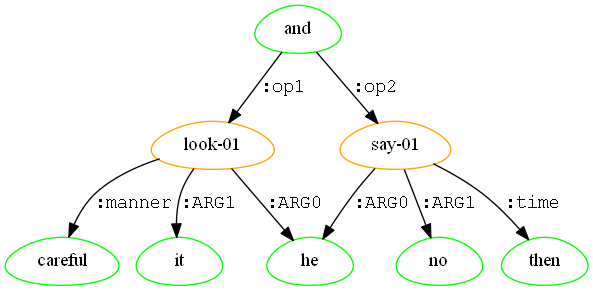 and
:op1 :op2
look-01 say-01
:manner :ARG1 :ARG0 :ARG0 :ARG1 :time
careful it he no then